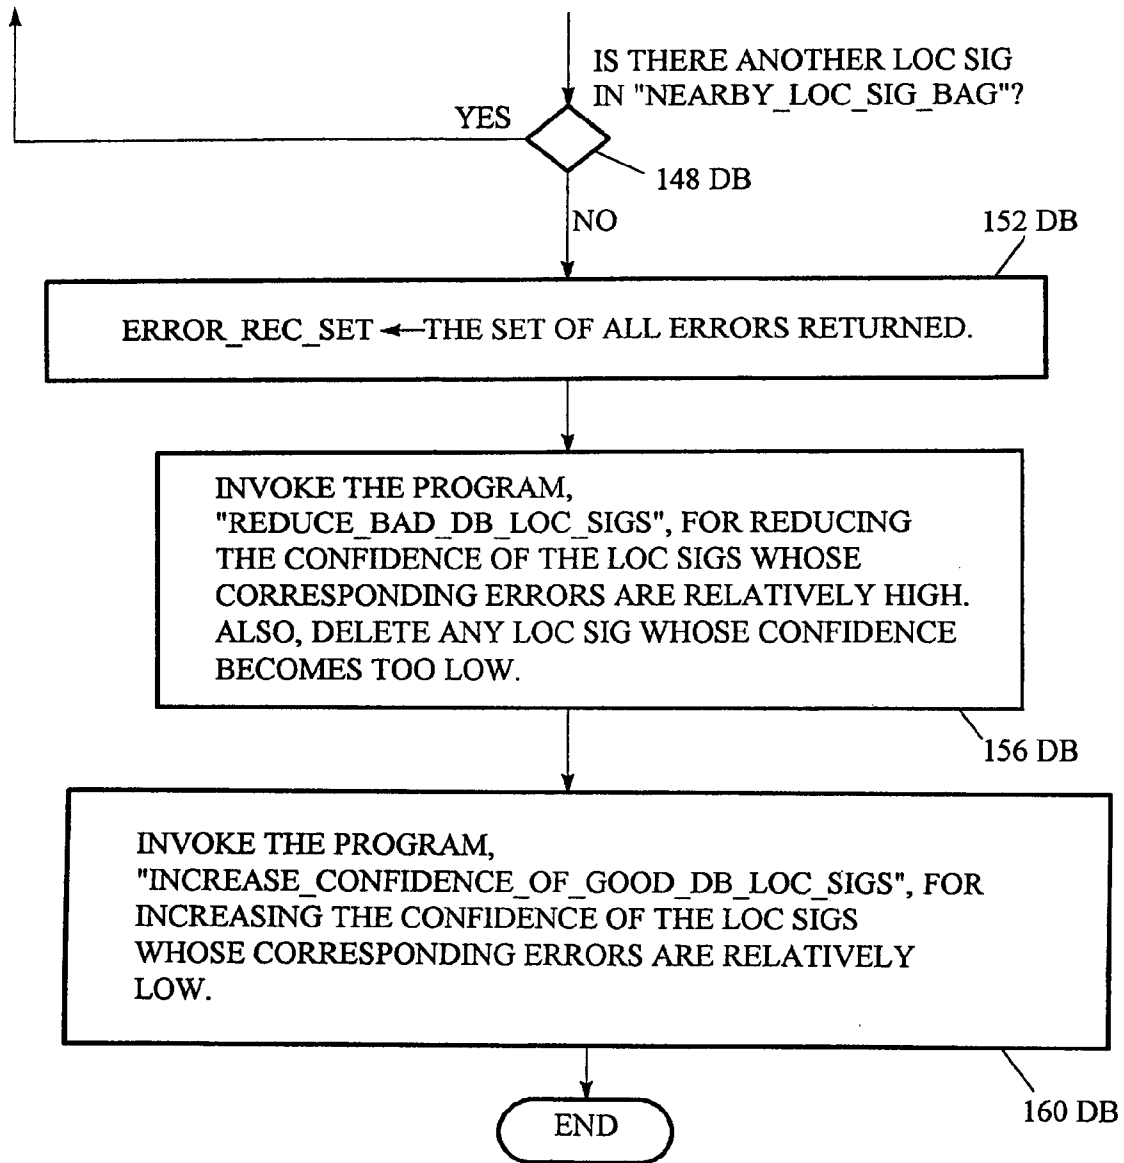 IS THERE ANOTHER LOC SIG
IN "NEARBY_LOC_SIG_BAG"?
YES
148 DB
NO
152 DB
ERROR_REC_SET ← THE SET OF ALL ERRORS RETURNED.
INVOKE THE PROGRAM,
"REDUCE_BAD_DB_LOC_SIGS", FOR REDUCING
THE CONFIDENCE OF THE LOC SIGS WHOSE
CORRESPONDING ERRORS ARE RELATIVELY HIGH.
ALSO, DELETE ANY LOC SIG WHOSE CONFIDENCE
BECOMES TOO LOW.
156 DB
INVOKE THE PROGRAM,
"INCREASE_CONFIDENCE_OF_GOOD_DB_LOC_SIGS", FOR
INCREASING THE CONFIDENCE OF THE LOC SIGS
WHOSE CORRESPONDING ERRORS ARE RELATIVELY
LOW.
160 DB
END